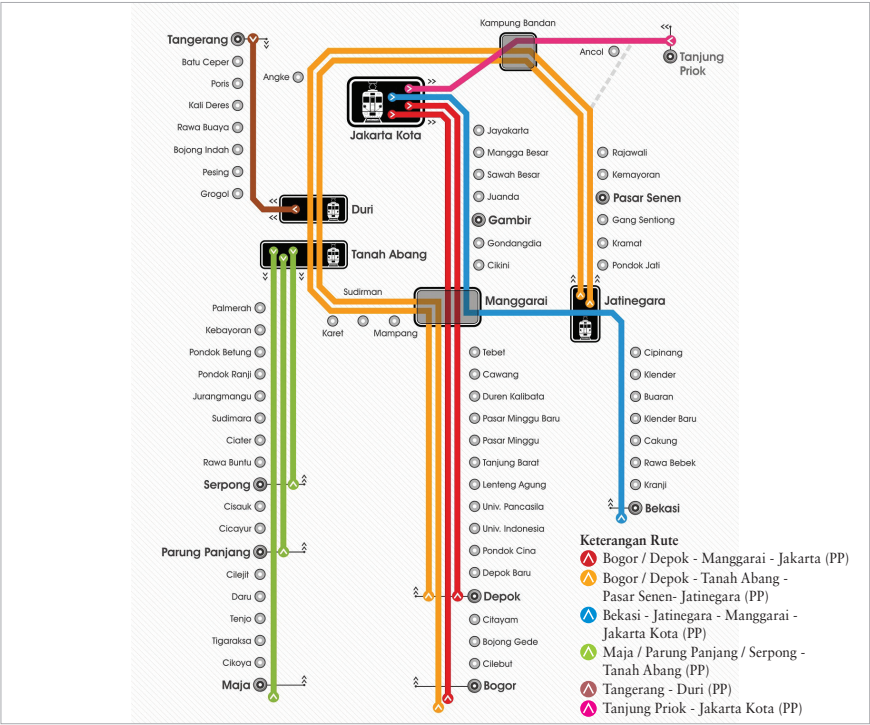 Kampung Bandan
Tangerang
Batu Ceper
Poris
Kali Deres
Rawa Buaya
Bojong Indah
Pesing
Grogol
Angke
Ancol
Tanjung
Priok
Jakarta Kota
Jayakarta
Mangga Besar
Sawah Besar
Juanda
Gambir
Gondangdia
Cikini
Rajawali
Kemayoran
Pasar Senen
Gang Sentiong
Kramat
Pondok Jati
Duri
Tanah Abang
Sudirman
Karet
Mampang
Manggarai
Jatinegara
Palmerah
Kebayoran
Pondok Betung
Pondok Ranji
Jurangmangu
Sudimara
Ciater
Rawa Buntu
Serpong
Cisauk
Cicayur
Parung Panjang
Cilejit
Daru
Tenjo
Tigaraksa
Cikoya
Maja
Tebet
Cawang
Duren Kalibata
Pasar Minggu Baru
Pasar Minggu
Tanjung Barat
Lenteng Agung
Univ. Pancasila
Univ. Indonesia
Pondok Cina
Depok Baru
Depok
Citayam
Bojong Gede
Cilebut
Bogor
Cipinang
Klender
Buaran
Klender Baru
Cakung
Rawa Bebek
Kranji
Bekasi
Keterangan Rute
Bogor / Depok - Manggarai - Jakarta (PP)
Bogor / Depok - Tanah Abang -
Pasar Senen- Jatinegara (PP)
Bekasi - Jatinegara - Manggarai -
Jakarta Kota (PP)
Maja / Parung Panjang / Serpong -
Tanah Abang (PP)
Tangerang - Duri (PP)
Tanjung Priok - Jakarta Kota (PP)